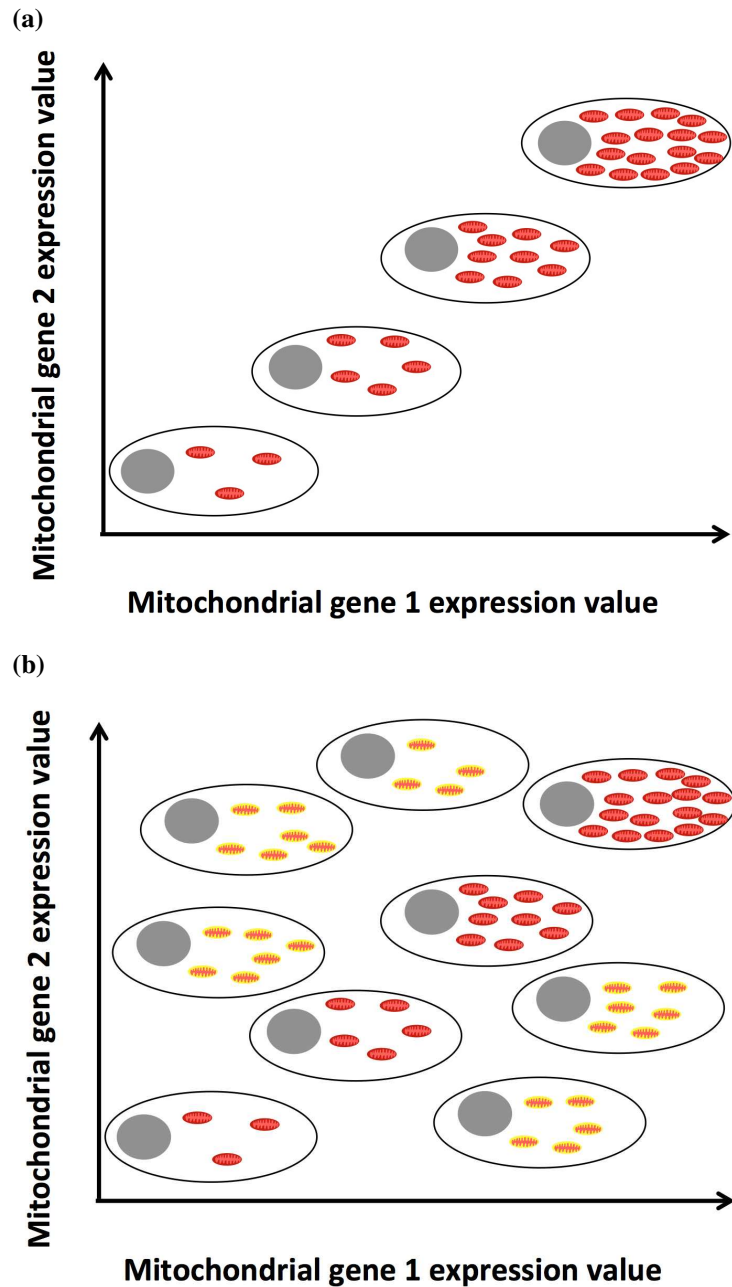 (a)
Mitochondrial gene 2 expression value
Mitochondrial gene 1 expression value
(b)
Mitochondrial gene 2 expression value
Mitochondrial gene 1 expression value